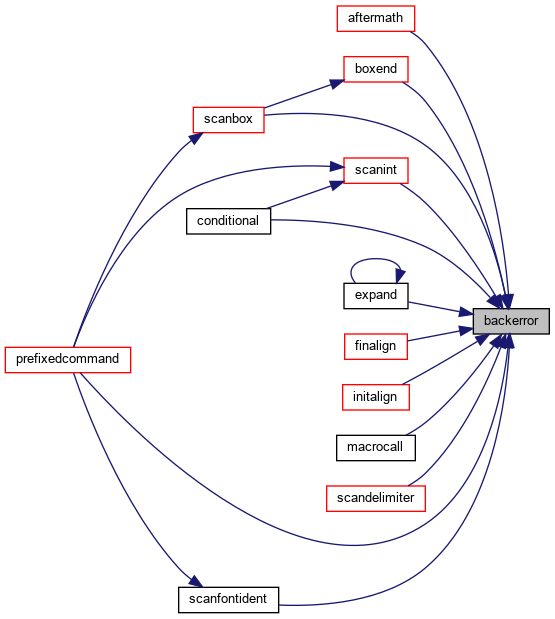 aftermath
boxend
scanbox
scanint
conditional
expand
backerror
finalign
prefixedcommand
initalign
macrocall
scandelimiter
scanfontident